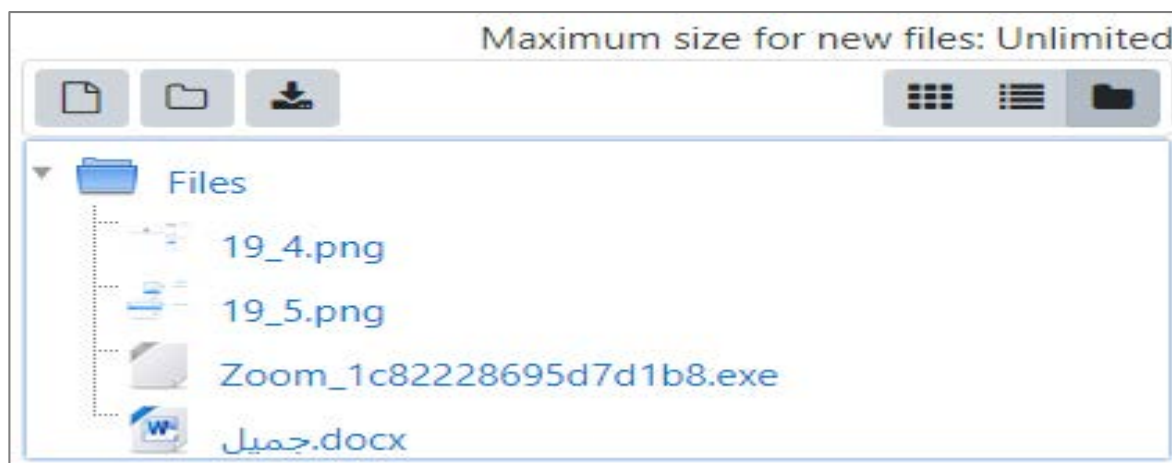 Maximum size for new files: Unlimited
Files
19_4.png
19_5.png
Zoom_1c82228695d7d1b8.exe
جميل.docx